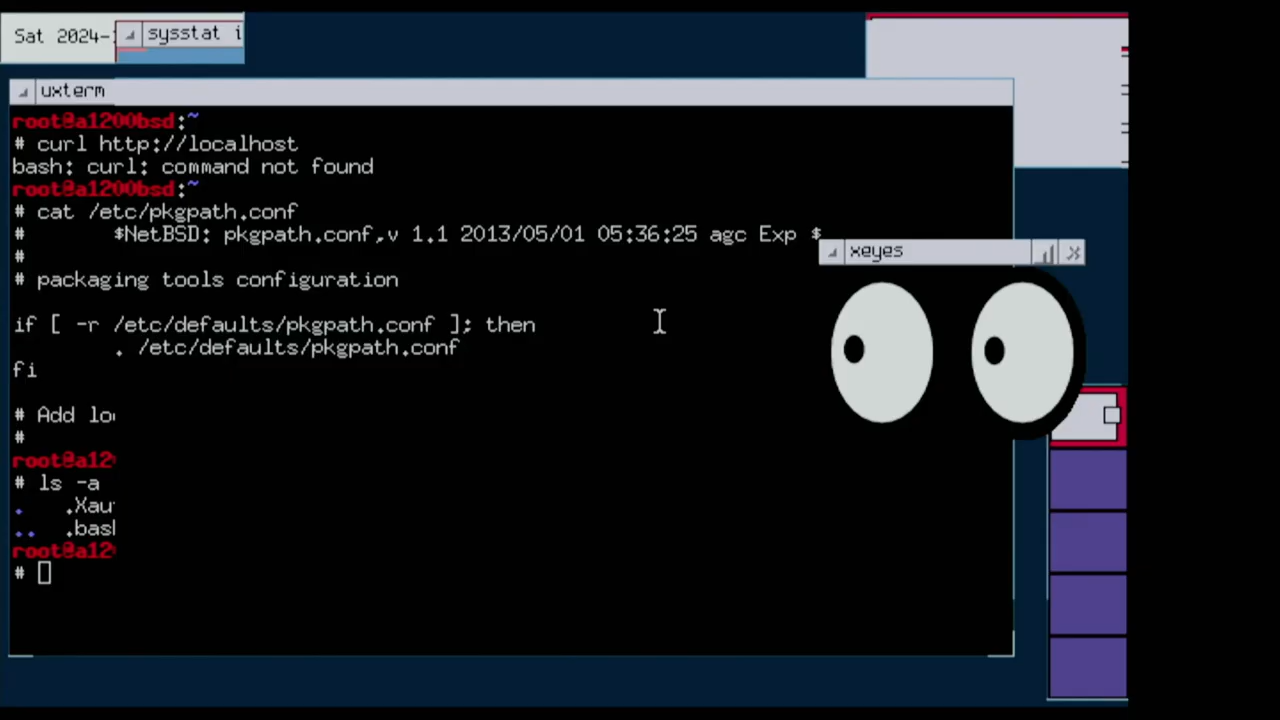 Sat 2024-
sysstat i
uxterm
root@a1200bsd:~
# curl http://localhost
bash: curl: command not found
root@a1200bsd:~
# cat /etc/pkgpath.conf
#       $NetBSD: pkgpath.conf,v 1.1 2013/05/01 05:36:25 agc Exp $
#
# packaging tools configuration
if [ -r /etc/defaults/pkgpath.conf ]; then
        . /etc/defaults/pkgpath.conf
fi
# Add loc
#
root@a12
# ls -a
.   .Xau
..  .bash
root@a12
#
xeyes